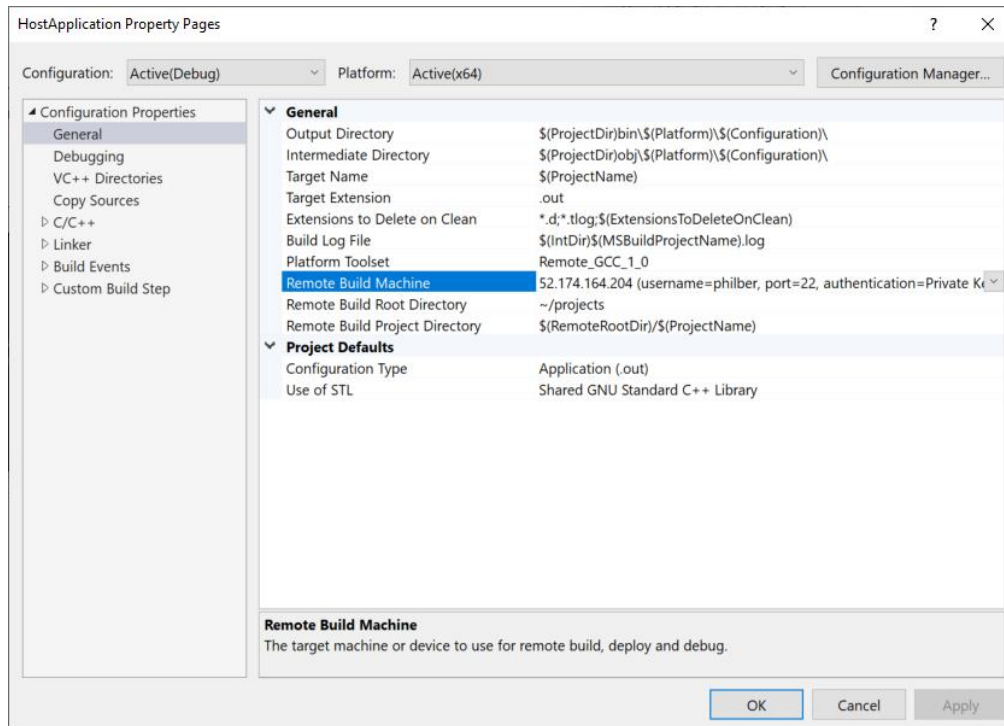 HostApplication Property Pages ? ×
Configuration: Active(Debug) Platform: Active(x64) Configuration Manager...
Configuration Properties
General
Debugging
VC++ Directories
Copy Sources
C/C++
Linker
Build Events
Custom Build Step
General
Output Directory $(ProjectDir)bin\$(Platform)\$(Configuration)\
Intermediate Directory $(ProjectDir)obj\$(Platform)\$(Configuration)\
Target Name $(ProjectName)
Target Extension .out
Extensions to Delete on Clean *.d;*.tlog;$(ExtensionsToDeleteOnClean)
Build Log File $(IntDir)$(MSBuildProjectName).log
Platform Toolset Remote_GCC_1_0
Remote Build Machine 52.174.164.204 (username=philber, port=22, authentication=Private
Remote Build Root Directory ~/projects
Remote Build Project Directory $(RemoteRootDir)/$(ProjectName)
Project Defaults
Configuration Type Application (.out)
Use of STL Shared GNU Standard C++ Library
Remote Build Machine
The target machine or device to use for remote build, deploy and debug.
OK Cancel Apply